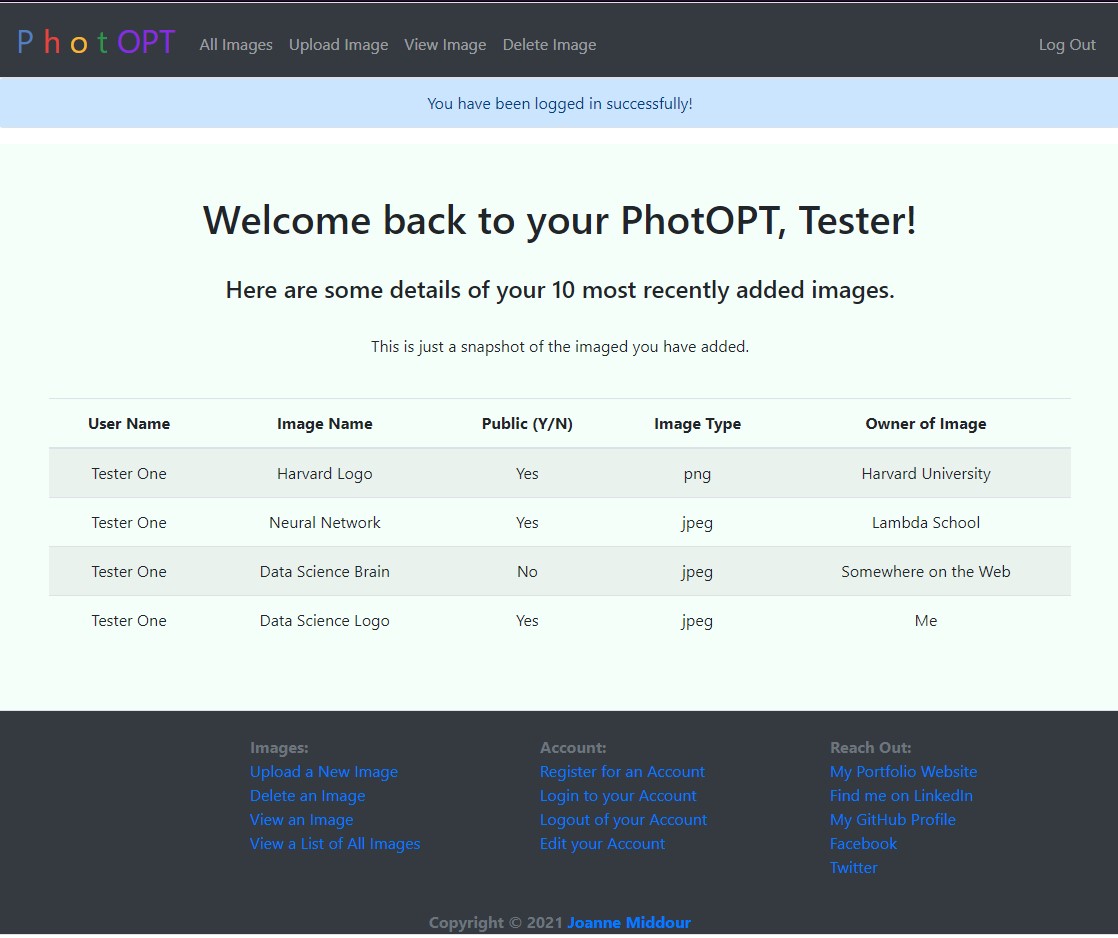 P h o t OPT All Images Upload Image View Image Delete Image Log Out
You have been logged in successfully!
Welcome back to your PhotOPT, Tester!
Here are some details of your 10 most recently added images.
This is just a snapshot of the imaged you have added.
User Name Image Name Public (Y/N) Image Type Owner of Image
Tester One Harvard Logo Yes png Harvard University
Tester One Neural Network Yes jpeg Lambda School
Tester One Data Science Brain No jpeg Somewhere on the Web
Tester One Data Science Logo Yes jpeg Me
Images:
Upload a New Image
Delete an Image
View an Image
View a List of All Images
Account:
Register for an Account
Login to your Account
Logout of your Account
Edit your Account
Reach Out:
My Portfolio Website
Find me on LinkedIn
My GitHub Profile
Facebook
Twitter
Copyright © 2021 Joanne Middour